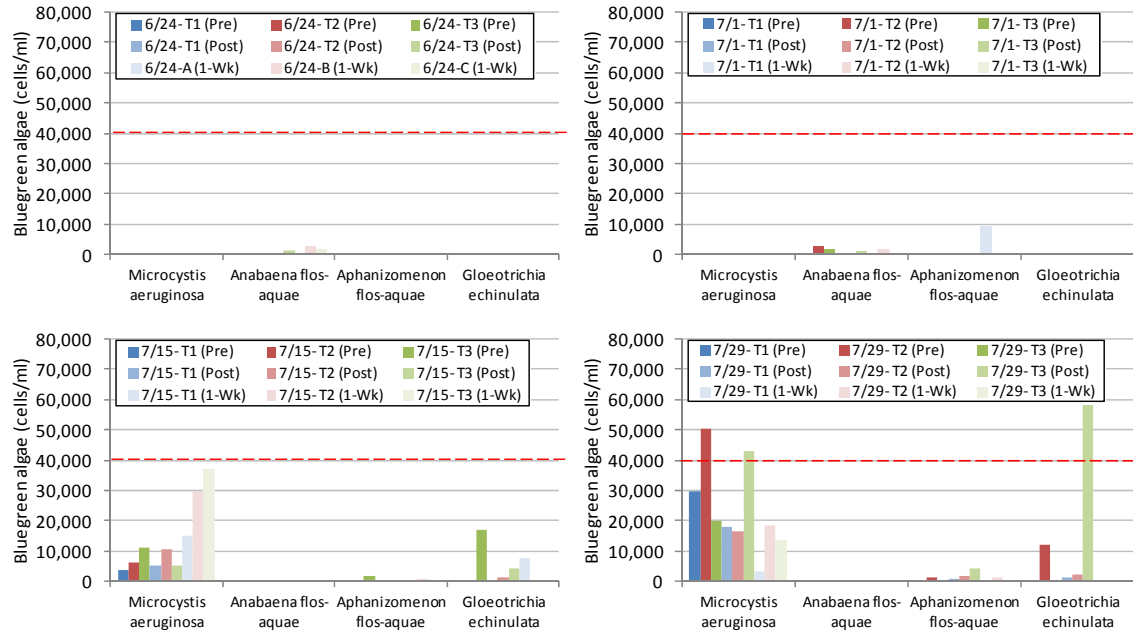 Bluegreen algae (cells/ml)
80,000
70,000
60,000
50,000
40,000
30,000
20,000
10,000
0
6/24- T1 (Pre) 6/24- T2 (Pre) 6/24- T3 (Pre)
6/24- T1 (Post) 6/24- T2 (Post) 6/24- T3 (Post)
6/24-A (1-Wk) 6/24-B (1-Wk) 6/24-C (1-Wk)
Microcystis Anabaena flos- Aphanizomenon Gloeotrichia
aeruginosa aquae flos-aquae echinulata
Bluegreen algae (cells/ml)
80,000
70,000
60,000
50,000
40,000
30,000
20,000
10,000
0
7/1- T1 (Pre) 7/1- T2 (Pre) 7/1- T3 (Pre)
7/1- T1 (Post) 7/1- T2 (Post) 7/1- T3 (Post)
7/1- T1 (1-Wk) 7/1- T2 (1-Wk) 7/1- T3 (1-Wk)
Microcystis Anabaena flos- Aphanizomenon Gloeotrichia
aeruginosa aquae flos-aquae echinulata
Bluegreen algae (cells/ml)
80,000
70,000
60,000
50,000
40,000
30,000
20,000
10,000
0
7/15- T1 (Pre) 7/15- T2 (Pre) 7/15- T3 (Pre)
7/15- T1 (Post) 7/15- T2 (Post) 7/15- T3 (Post)
7/15- T1 (1-Wk) 7/15- T2 (1-Wk) 7/15- T3 (1-Wk)
Microcystis Anabaena flos- Aphanizomenon Gloeotrichia
aeruginosa aquae flos-aquae echinulata
Bluegreen algae (cells/ml)
80,000
70,000
60,000
50,000
40,000
30,000
20,000
10,000
0
7/29- T1 (Pre) 7/29- T2 (Pre) 7/29- T3 (Pre)
7/29- T1 (Post) 7/29- T2 (Post) 7/29- T3 (Post)
7/29- T1 (1-Wk) 7/29- T2 (1-Wk) 7/29- T3 (1-Wk)
Microcystis Anabaena flos- Aphanizomenon Gloeotrichia
aeruginosa aquae flos-aquae echinulata